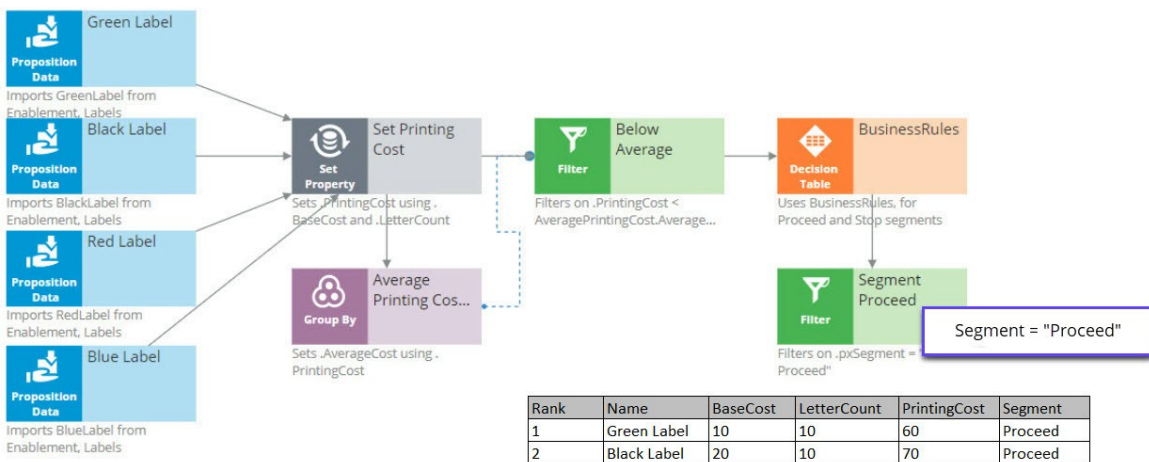 Green Label
Proposition
Data
Imports GreenLabel from
Enablement, Labels
Black Label
Proposition
Data
Imports BlackLabel from
Enablement, Labels
Red Label
Proposition
Data
Imports RedLabel from
Enablement, Labels
Blue Label
Proposition
Data
Imports BlueLabel from
Enablement, Labels
Set Printing
Cost
Set
Property
Sets .PrintingCost using .
BaseCost and .LetterCount
Average
Printing Cos...
Group By
Sets .AverageCost using .
PrintingCost
Below
Average
Filter
Filters on .PrintingCost <
AveragePrintingCost.Average...
BusinessRules
Decision
Table
Uses BusinessRules, for
Proceed and Stop segments
Segment
Proceed
Filter
Filters on .pxSegment = "
Proceed"
Segment = "Proceed"
Rank Name BaseCost LetterCount PrintingCost Segment
1 Green Label 10 10 60 Proceed
2 Black Label 20 10 70 Proceed